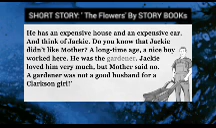 SHORT STORY: ' The Flowers' By STORY BOOKs
He has an expensive house and an expensive car.
And think of Jackie. Do you know that Jackie
didn't like Mother? A long-time age, a nice boy
worked here. He was the gardener. Jackie
loved him very much, but Mother said no.
A gardener was not a good husband for a
Clarkson girl!'